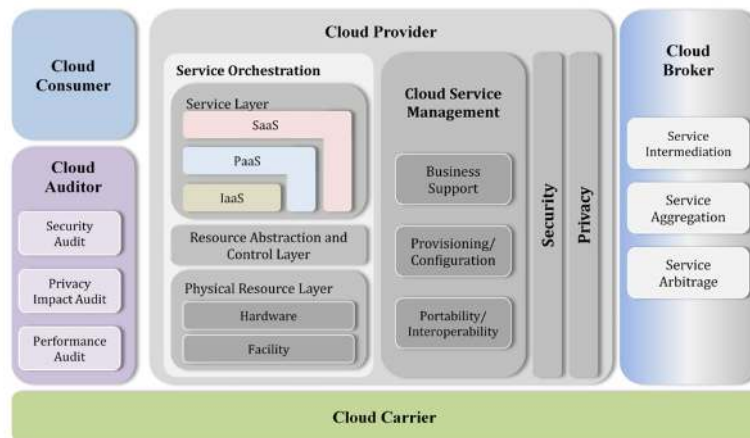 Cloud
Consumer
Cloud
Auditor
Security
Audit
Privacy
Impact Audit
Performance
Audit
Cloud Provider
Service Orchestration
Service Layer
SaaS
PaaS
IaaS
Resource Abstraction and
Control Layer
Physical Resource Layer
Hardware
Facility
Cloud Service
Management
Business
Support
Provisioning/
Configuration
Portability/
Interoperability
Security
Privacy
Cloud
Broker
Service
Intermediation
Service
Aggregation
Service
Arbitrage
Cloud Carrier